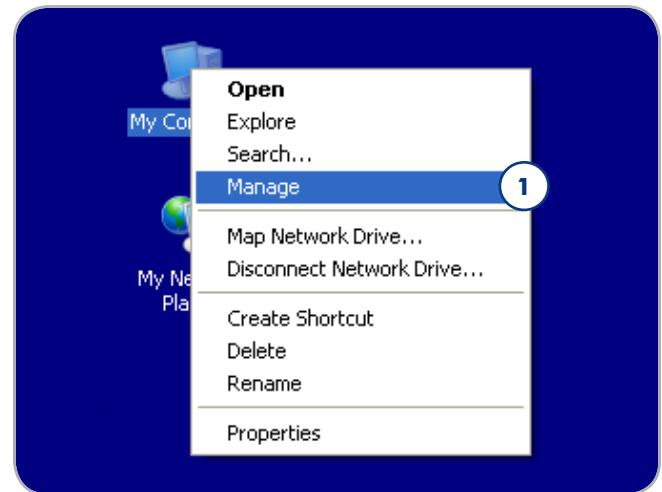 Open
My Co
Explore
Search...
Manage
1
Map Network Drive...
Disconnect Network Drive...
My Ne
Pla
Create Shortcut
Delete
Rename
Properties